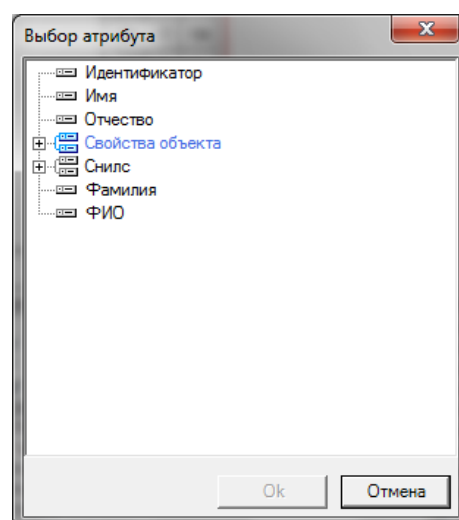 Выбор атрибута
Идентификатор
Имя
Отчество
Свойства объекта
Снилс
Фамилия
ФИО
Ok
Отмена